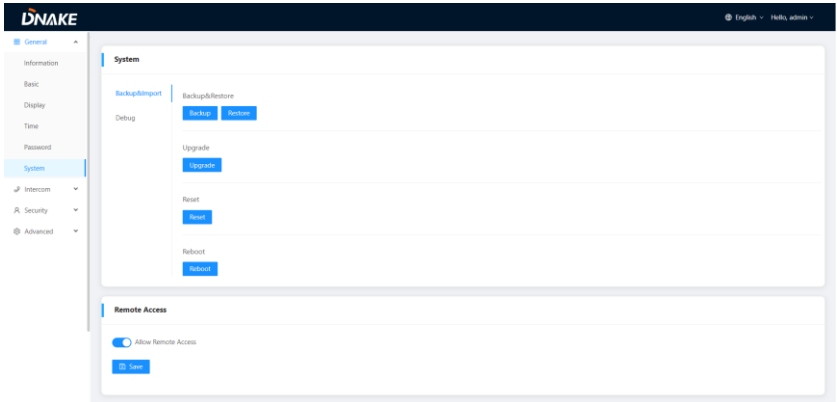 DNAKE
English
Hello, admin
General
Information
Basic
Display
Time
Password
System
Intercom
Security
Advanced
System
Backup&Import
Debug
Backup&Restore
Backup Restore
Upgrade
Upgrade
Reset
Reset
Reboot
Reboot
Remote Access
Allow Remote Access
Save